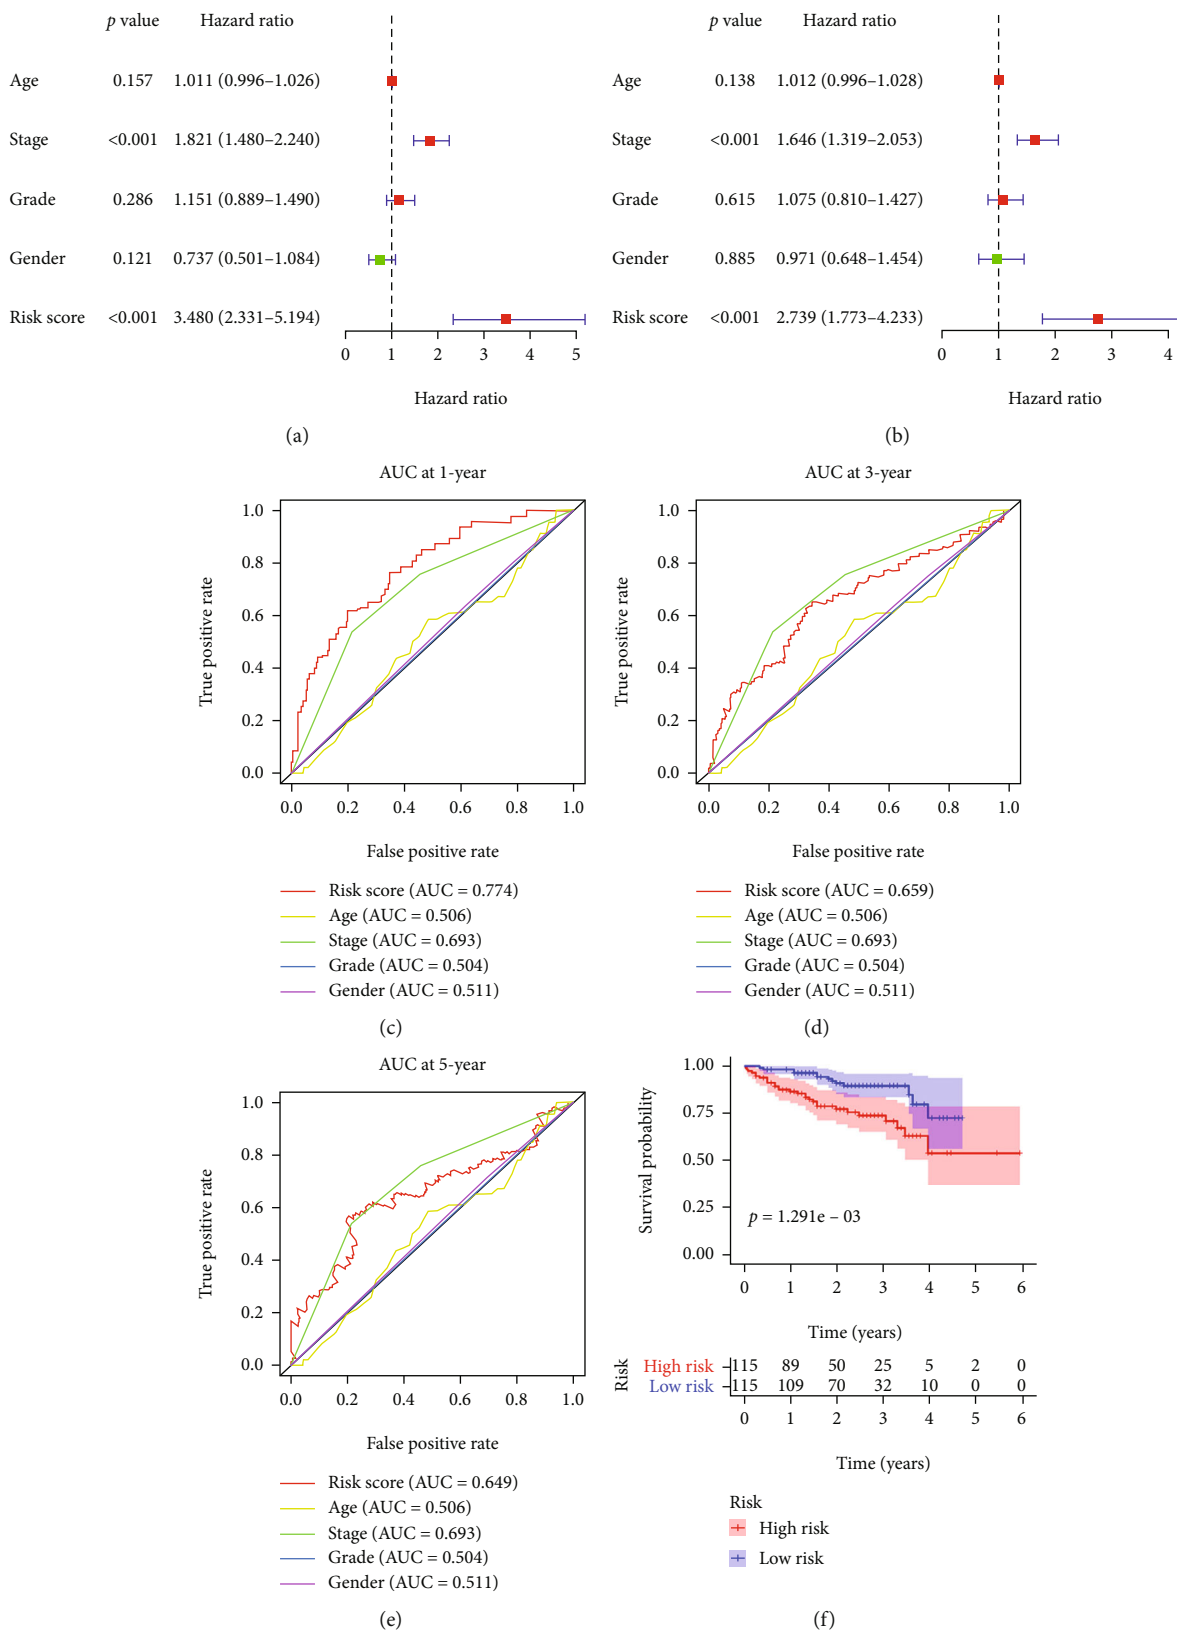 p value Hazard ratio
Age 0.157 1.011 (0.996–1.026)
Stage <0.001 1.821 (1.480–2.240)
Grade 0.286 1.151 (0.889–1.490)
Gender 0.121 0.737 (0.501–1.084)
Risk score <0.001 3.480 (2.331–5.194)
0 1 2 3 4 5
Hazard ratio
(a)
p value Hazard ratio
Age 0.138 1.012 (0.996–1.028)
Stage <0.001 1.646 (1.319–2.053)
Grade 0.615 1.075 (0.810–1.427)
Gender 0.885 0.971 (0.648–1.454)
Risk score <0.001 2.739 (1.773–4.233)
0 1 2 3 4
Hazard ratio
(b)
AUC at 1-year
True positive rate
1.0
0.8
0.6
0.4
0.2
0.0
0.0 0.2 0.4 0.6 0.8 1.0
False positive rate
Risk score (AUC = 0.774)
Age (AUC = 0.506)
Stage (AUC = 0.693)
Grade (AUC = 0.504)
Gender (AUC = 0.511)
(c)
AUC at 3-year
True positive rate
1.0
0.8
0.6
0.4
0.2
0.0
0.0 0.2 0.4 0.6 0.8 1.0
False positive rate
Risk score (AUC = 0.659)
Age (AUC = 0.506)
Stage (AUC = 0.693)
Grade (AUC = 0.504)
Gender (AUC = 0.511)
(d)
AUC at 5-year
True positive rate
1.0
0.8
0.6
0.4
0.2
0.0
0.0 0.2 0.4 0.6 0.8 1.0
False positive rate
Risk score (AUC = 0.649)
Age (AUC = 0.506)
Stage (AUC = 0.693)
Grade (AUC = 0.504)
Gender (AUC = 0.511)
(e)
Survival probability
1.00
0.75
0.50
0.25
0.00
p = 1.291e – 03
0 1 2 3 4 5 6
Time (years)
Risk
High risk 115 89 50 25 5 2 0
Low risk 115 109 70 32 10 0 0
0 1 2 3 4 5 6
Time (years)
Risk
High risk
Low risk
(f)